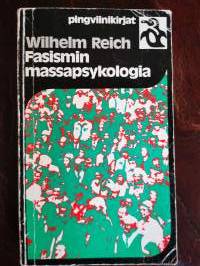 pingviinikirjat
Wilhelm Reich
Fasismin
massapsykologia